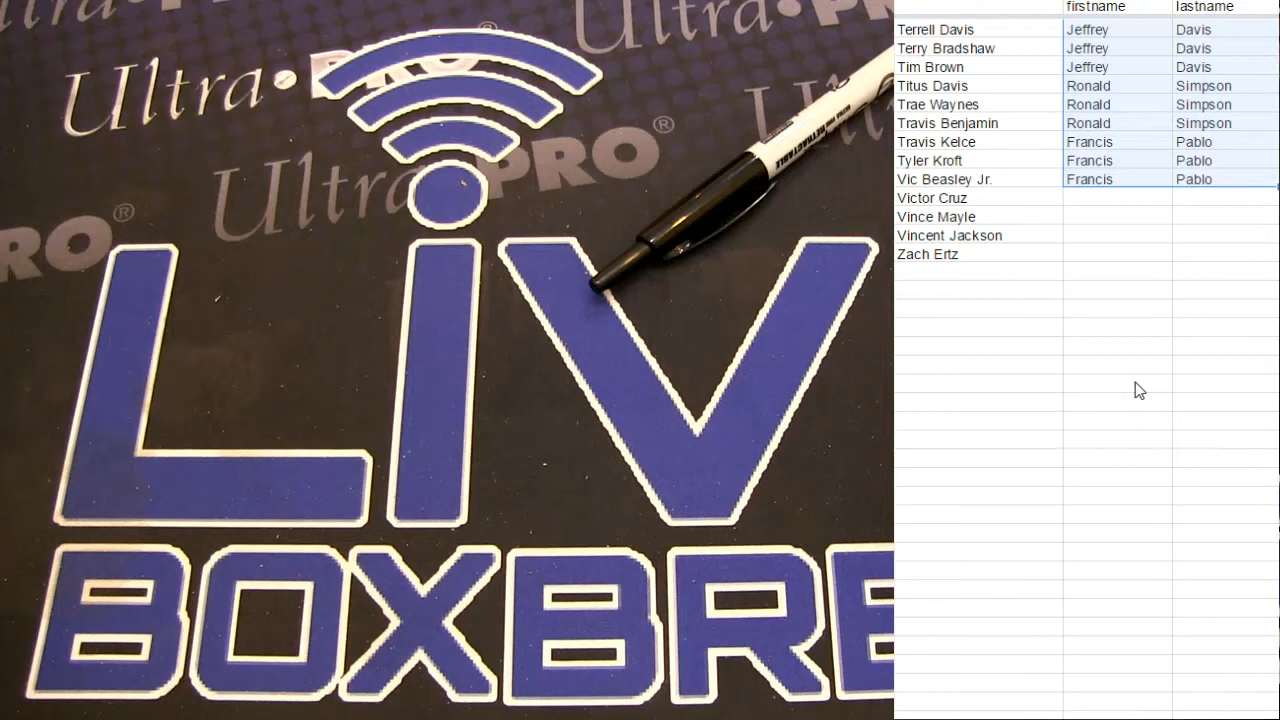 Ultra•PRO®
Ultra•PRO
Ultra•PRO®
PRO®
LiV
BOXBRE
RETRACTABLE
firstname lastname
Terrell Davis Jeffrey Davis
Terry Bradshaw Jeffrey Davis
Tim Brown Jeffrey Davis
Titus Davis Ronald Simpson
Trae Waynes Ronald Simpson
Travis Benjamin Ronald Simpson
Travis Kelce Francis Pablo
Tyler Kroft Francis Pablo
Vic Beasley Jr. Francis Pablo
Victor Cruz
Vince Mayle
Vincent Jackson
Zach Ertz